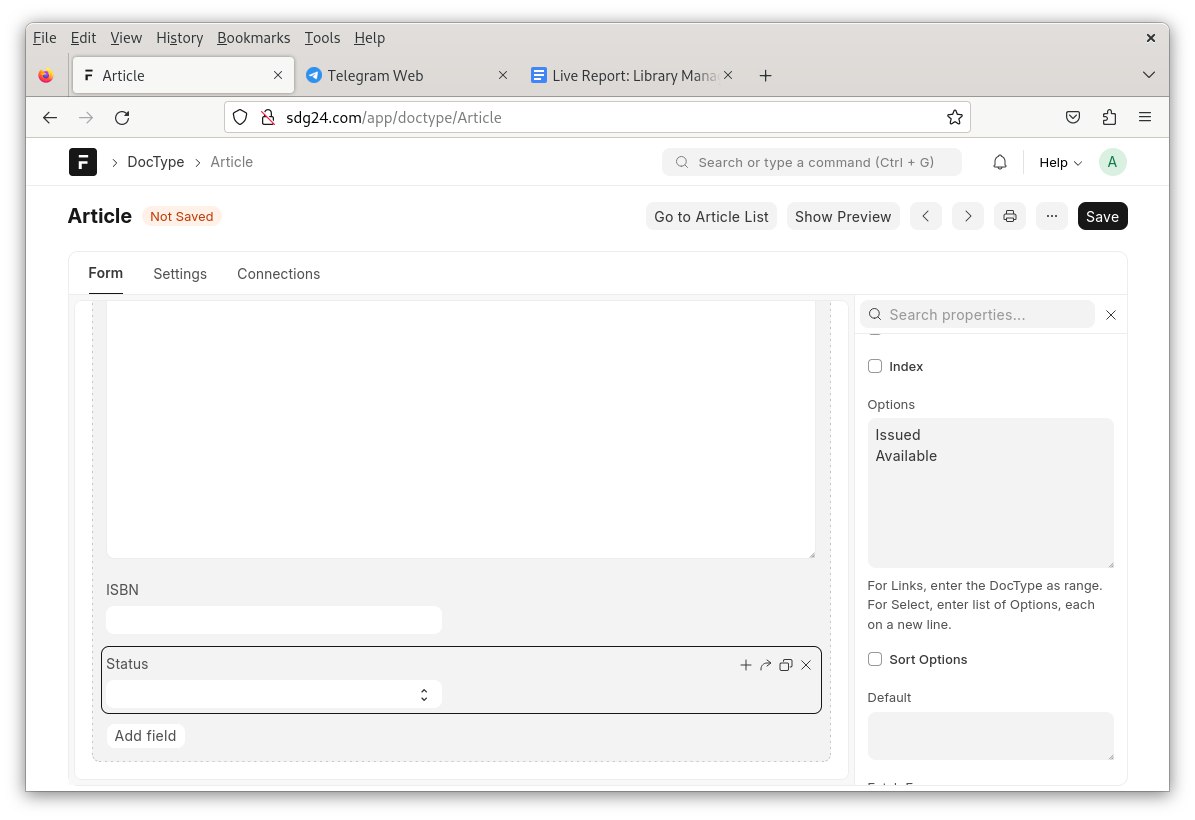 File Edit View History Bookmarks Tools Help
Article
Telegram Web
Live Report: Library Mana
sdg24.com/app/doctype/Article
DocType
Article
Search or type a command (Ctrl + G)
Help
A
Article
Not Saved
Go to Article List
Show Preview
Save
Form
Settings
Connections
ISBN
Status
Add field
Search properties...
Index
Options
Issued
Available
For Links, enter the DocType as range.
For Select, enter list of Options, each
on a new line.
Sort Options
Default